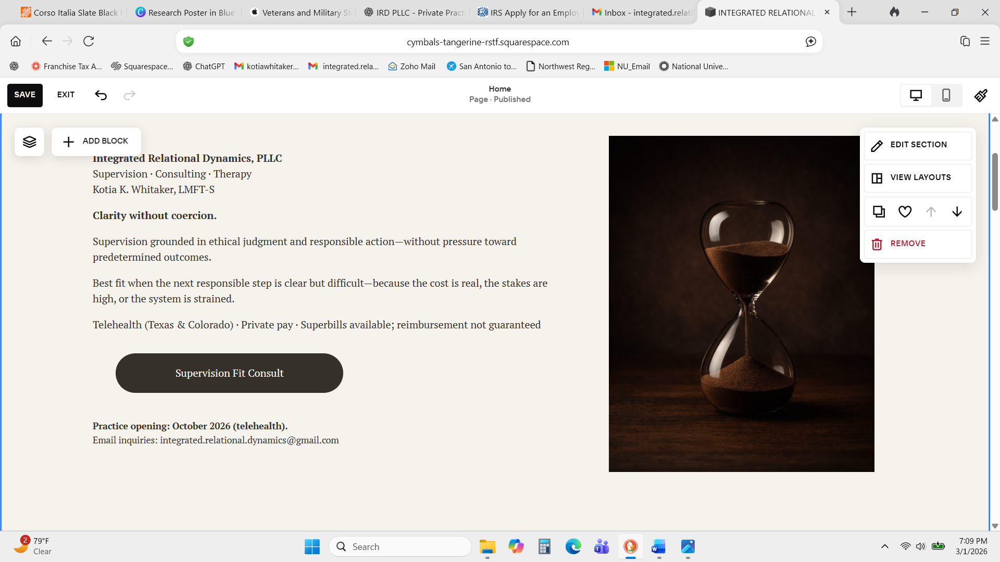 Corso Italia Slate Black
Research Poster in Blue
Veterans and Military St
IRD PLLC - Private Practi
IRS Apply for an Employ
Inbox - integrated.relati
INTEGRATED RELATIONAL
cymbals-tangerine-rstf.squarespace.com
Franchise Tax A...
Squarespace...
ChatGPT
kotiawhitaker...
integrated.rela...
Zoho Mail
San Antonio to...
Northwest Reg...
NU_Email
National Unive...
SAVE
EXIT
Home
Page · Published
ADD BLOCK
EDIT SECTION
VIEW LAYOUTS
REMOVE
Integrated Relational Dynamics, PLLC
Supervision · Consulting · Therapy
Kotia K. Whitaker, LMFT-S
Clarity without coercion.
Supervision grounded in ethical judgment and responsible action—without pressure toward
predetermined outcomes.
Best fit when the next responsible step is clear but difficult—because the cost is real, the stakes are
high, or the system is strained.
Telehealth (Texas & Colorado) · Private pay · Superbills available; reimbursement not guaranteed
Supervision Fit Consult
Practice opening: October 2026 (telehealth).
Email inquiries: integrated.relational.dynamics@gmail.com
2
79°F
Clear
Search
7:09 PM
3/1/2026